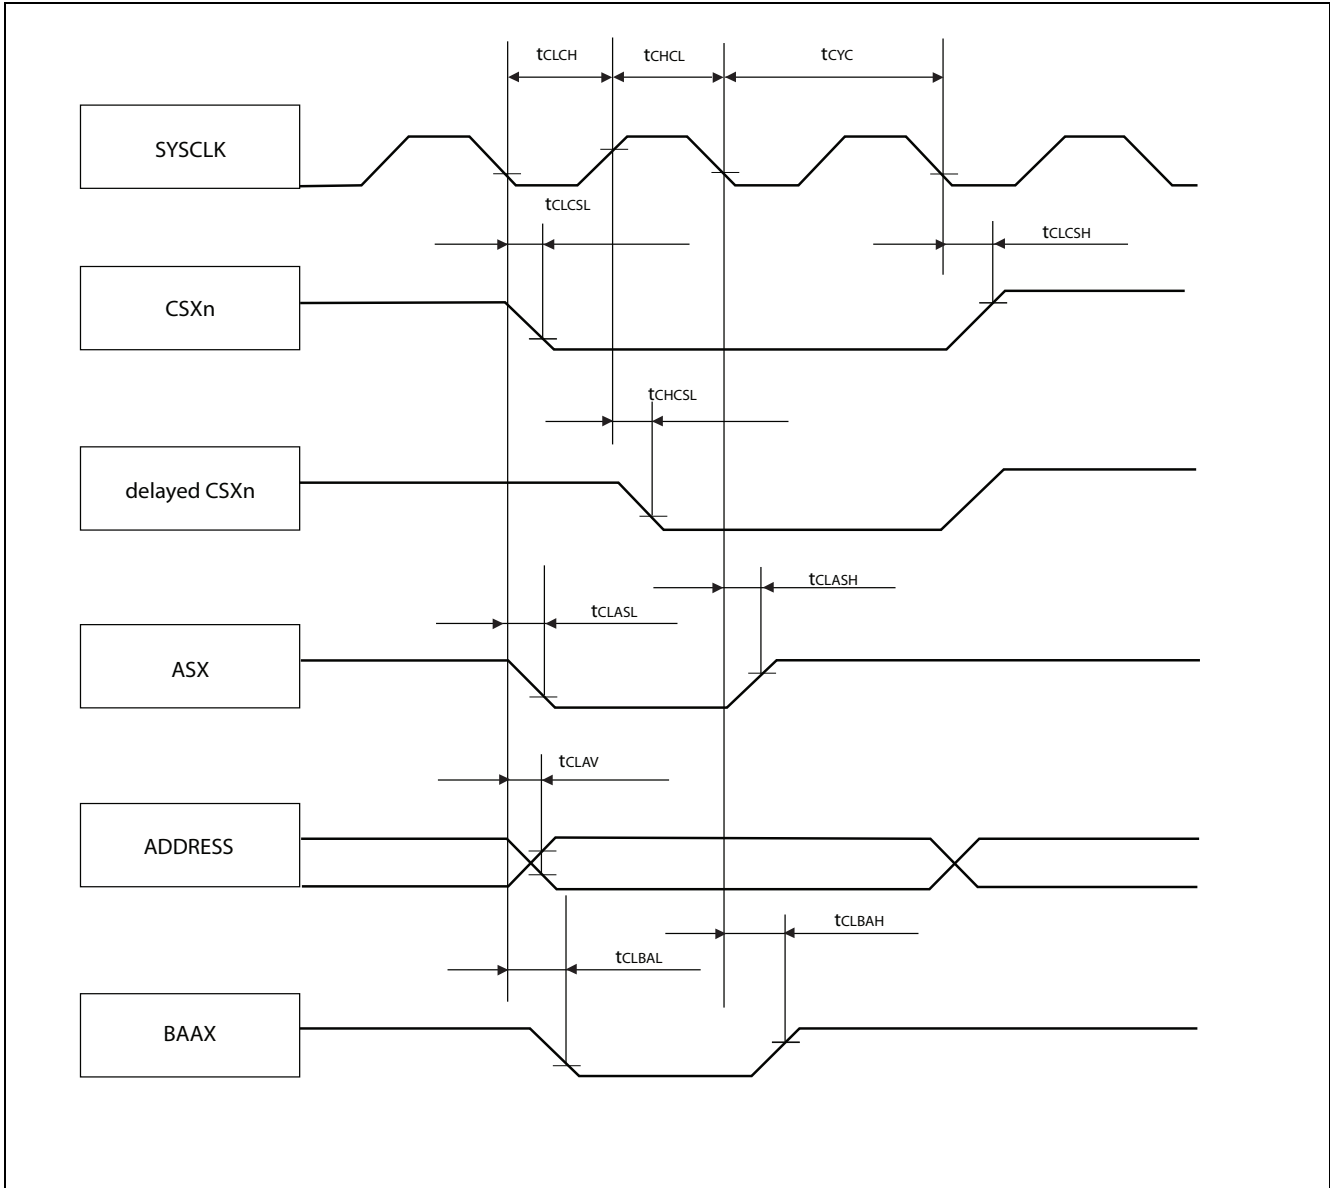 tCLCH tCHCL tCYC
SYSCLK
tCLCSL
tCLCSH
CSXn
tCHCSL
delayed CSXn
tCLASH
tCLASL
ASX
tCLAV
ADDRESS
tCLBAH
tCLBAL
BAAX